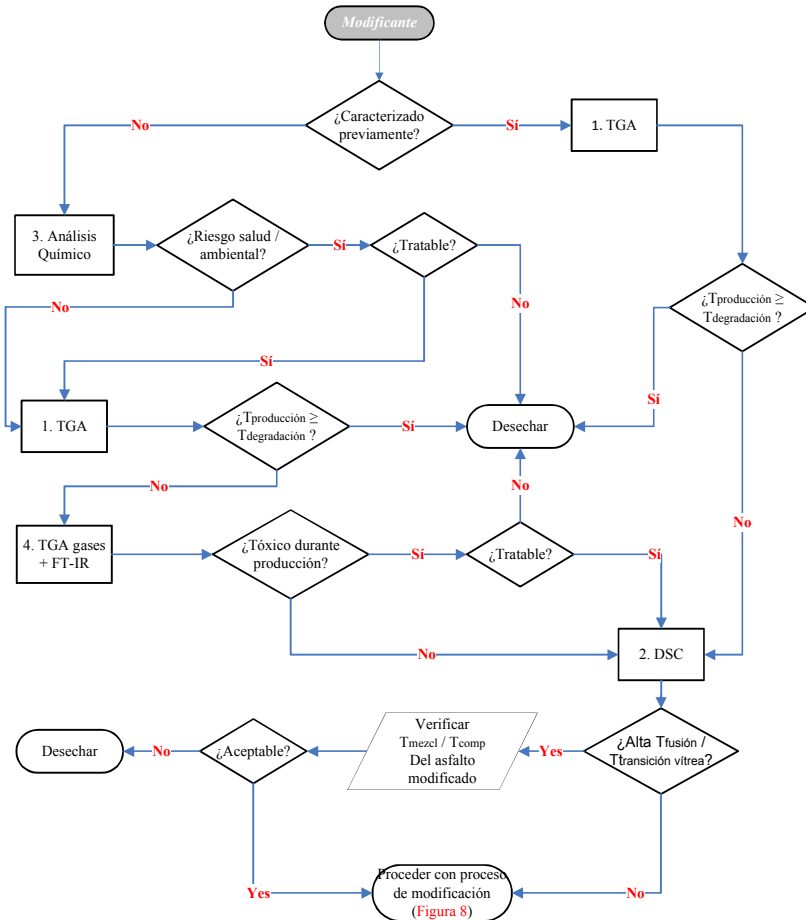 Modificante
¿Caracterizado
previamente?
No
Sí
1. TGA
3. Análisis
Químico
¿Riesgo salud /
ambiental?
Sí
¿Tratable?
No
No
Sí
¿Tproducción ≥
Tdegradación ?
Sí
No
1. TGA
¿Tproducción ≥
Tdegradación ?
Sí
Desechar
No
No
4. TGA gases
+ FT-IR
¿Tóxico durante
producción?
Sí
¿Tratable?
Sí
No
2. DSC
¿Alta Tfusión /
Ttransición vítrea?
Yes
Verificar
Tmezcl / Tcomp
Del asfalto
modificado
¿Aceptable?
No
Desechar
Yes
No
Proceder con proceso
de modificación
(Figura 8)